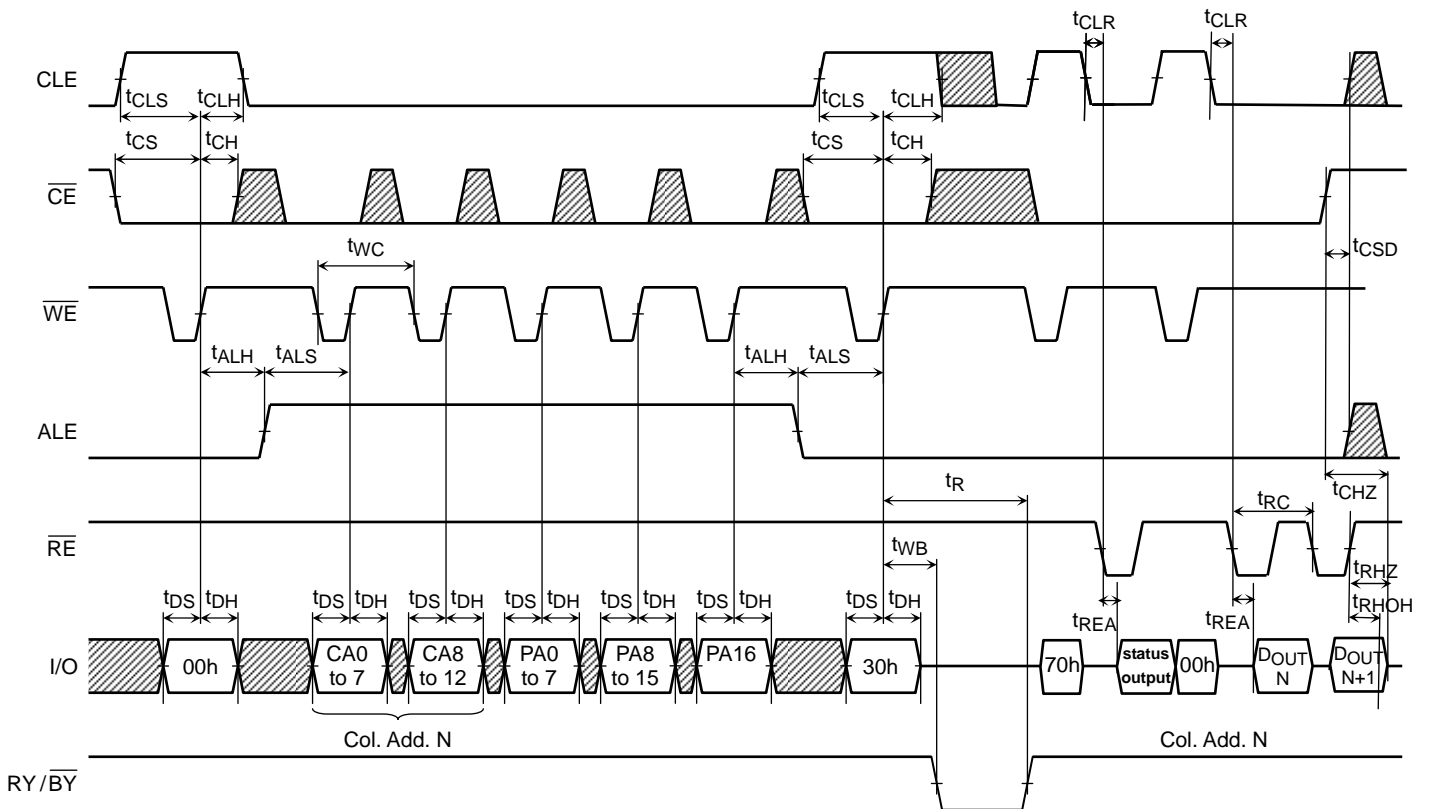 tCLR tCLR
CLE
tCLS tCLH tCLS tCLH
tCS tCH tCS tCH
CE
tWC tCSD
WE
tALH tALS tALH tALS
ALE
tR tCHZ
tRC
RE
tWB
tRHZ
tDS tDH tDS tDH tDS tDH tDS tDH tDS tDH tDS tDH tDS tDH tRHOH
tREA tREA
I/O 00h CA0 to 7 CA8 to 12 PA0 to 7 PA8 to 15 PA16 30h 70h status output 00h DOUT N DOUT N+1
Col. Add. N Col. Add. N
RY/BY